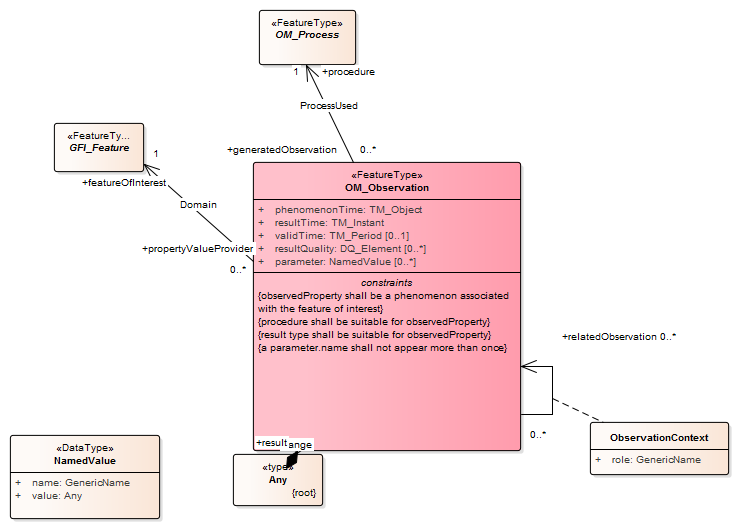 «FeatureType»
OM_Process
1
+procedure
ProcessUsed
+generatedObservation
0..*
«FeatureTy...
GFI_Feature
1
+featureOfInterest
Domain
+propertyValueProvider
0..*
«FeatureType»
OM_Observation
+ phenomenonTime: TM_Object
+ resultTime: TM_Instant
+ validTime: TM_Period [0..1]
+ resultQuality: DQ_Element [0..*]
+ parameter: NamedValue [0..*]
constraints
{observedProperty shall be a phenomenon associated
with the feature of interest}
{procedure shall be suitable for observedProperty}
{result type shall be suitable for observedProperty}
{a parameter.name shall not appear more than once}
+relatedObservation 0..*
0..*
ObservationContext
+ role: GenericName
+result
ange
«type»
Any
{root}
«DataType»
NamedValue
+ name: GenericName
+ value: Any